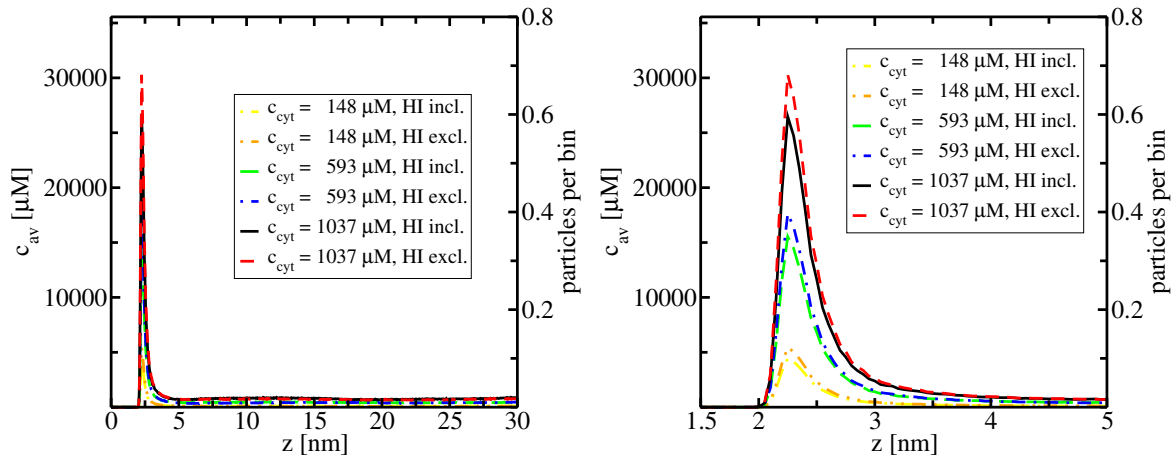 30000
20000
10000
0
c_av [µM]
0.8
0.6
0.4
0.2
particles per bin
c_cyt = 148 µM, HI incl.
c_cyt = 148 µM, HI excl.
c_cyt = 593 µM, HI incl.
c_cyt = 593 µM, HI excl.
c_cyt = 1037 µM, HI incl.
c_cyt = 1037 µM, HI excl.
0 5 10 15 20 25 30
z [nm]
30000
20000
10000
0
c_av [µM]
0.8
0.6
0.4
0.2
particles per bin
c_cyt = 148 µM, HI incl.
c_cyt = 148 µM, HI excl.
c_cyt = 593 µM, HI incl.
c_cyt = 593 µM, HI excl.
c_cyt = 1037 µM, HI incl.
c_cyt = 1037 µM, HI excl.
1.5 2 2.5 3 4 5
z [nm]